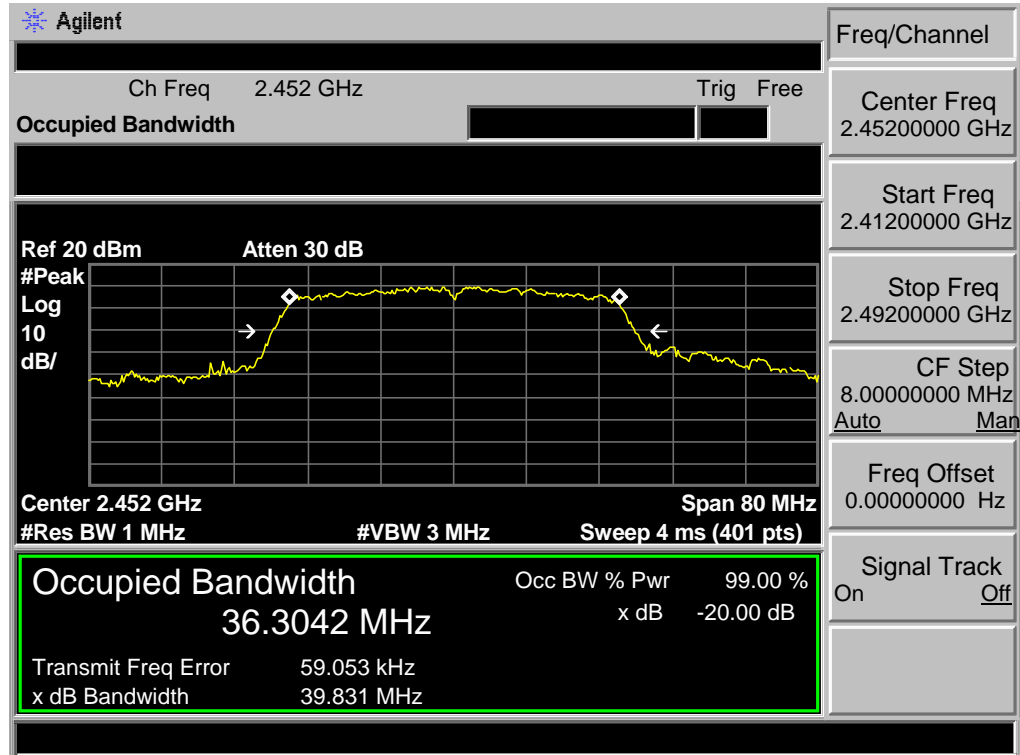 Agilent
Freq/Channel
Ch Freq 2.452 GHz Trig Free
Occupied Bandwidth
Center Freq
2.45200000 GHz
Start Freq
2.41200000 GHz
Stop Freq
2.49200000 GHz
CF Step
8.00000000 MHz
Auto Man
Freq Offset
0.00000000 Hz
Signal Track
On Off
Ref 20 dBm Atten 30 dB
#Peak
Log
10
dB/
Center 2.452 GHz Span 80 MHz
#Res BW 1 MHz #VBW 3 MHz Sweep 4 ms (401 pts)
Occupied Bandwidth Occ BW % Pwr 99.00 %
36.3042 MHz x dB -20.00 dB
Transmit Freq Error 59.053 kHz
x dB Bandwidth 39.831 MHz